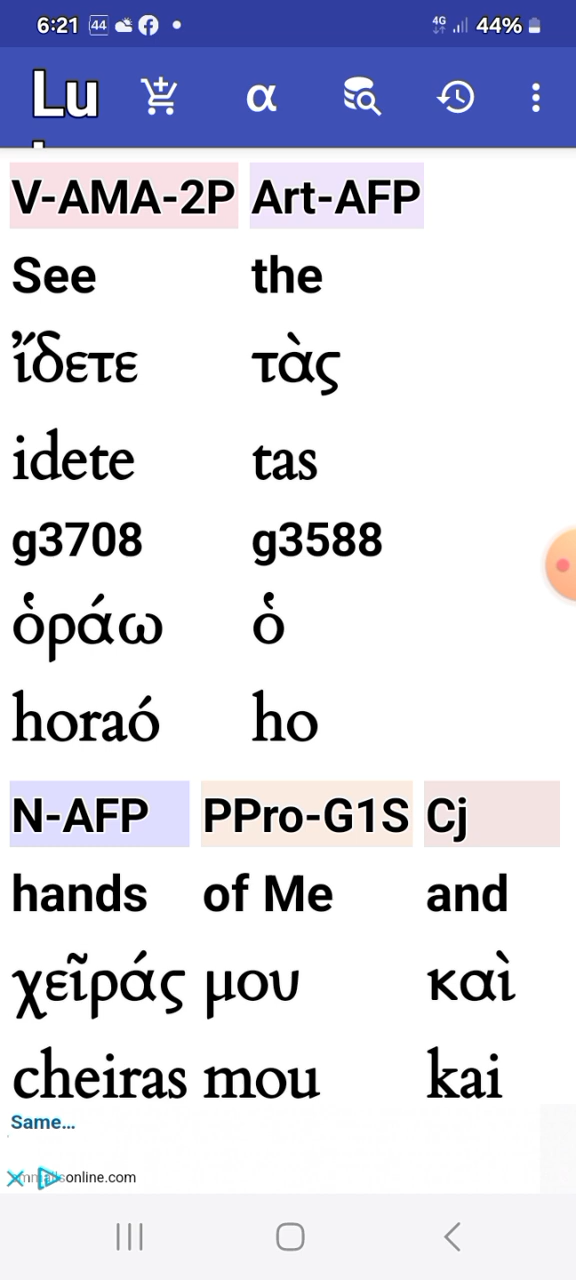 6:21 44 4G 44%
Lu α
V-AMA-2P Art-AFP
See the
ἴδετε τὰς
idete tas
g3708 g3588
ὁράω ὁ
horaó ho
N-AFP PPro-G1S Cj
hands of Me and
χεῖράς μου καὶ
cheiras mou kai
Same…
online.com